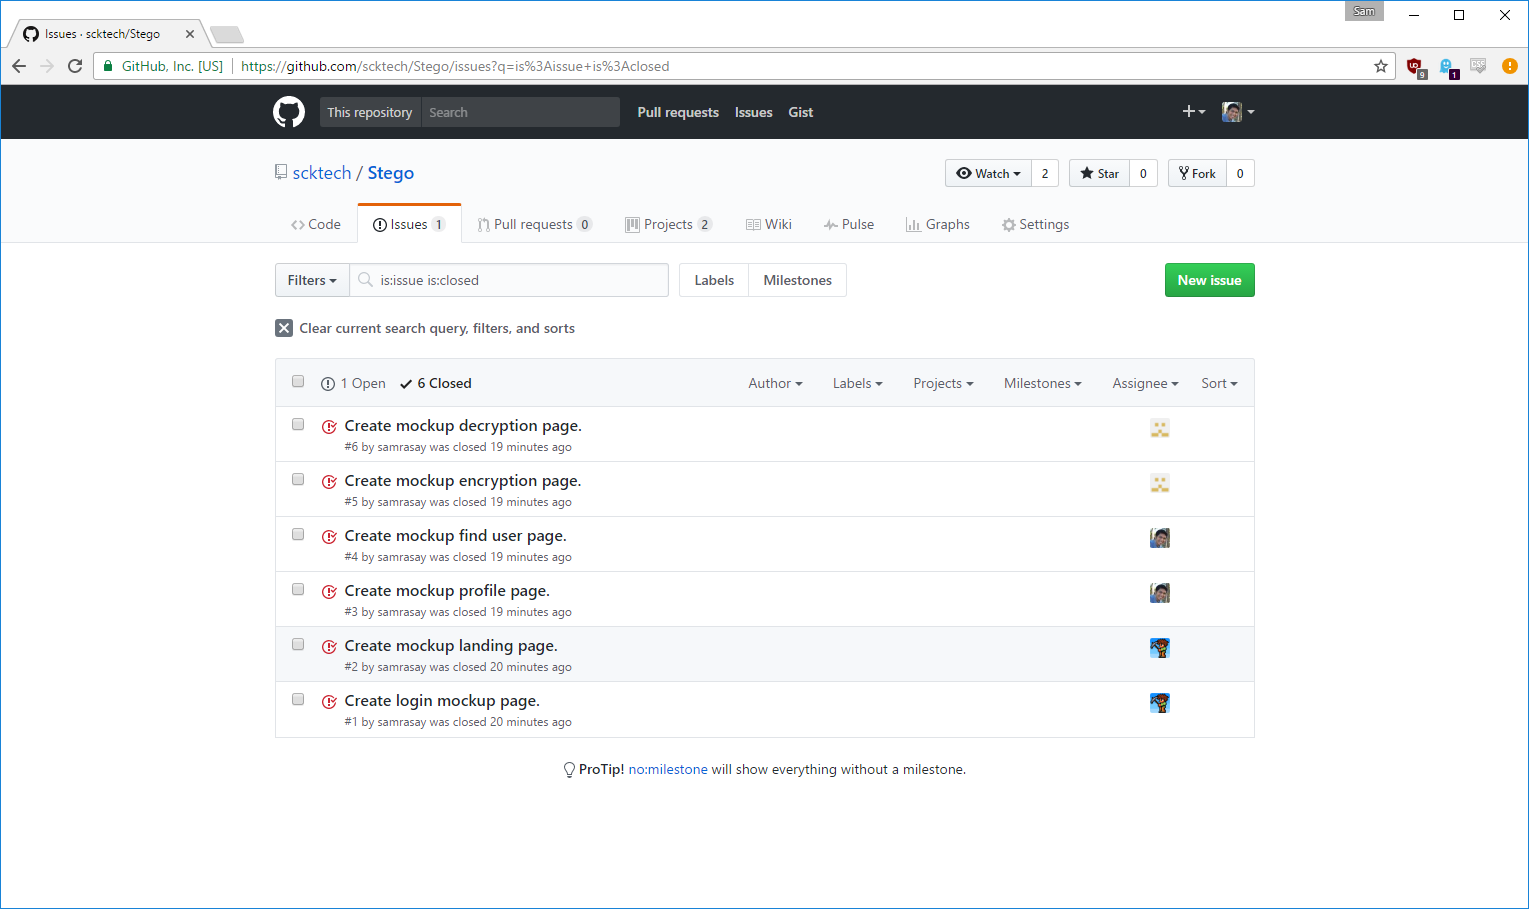 Sam
Issues · scktech/Stego
GitHub, Inc. [US] https://github.com/scktech/Stego/issues?q=is%3Aissue+is%3Aclosed
9 1 CSS
This repository Search Pull requests Issues Gist
scktech / Stego Watch 2 Star 0 Fork 0
Code Issues 1 Pull requests 0 Projects 2 Wiki Pulse Graphs Settings
Filters is:issue is:closed Labels Milestones New issue
Clear current search query, filters, and sorts
1 Open 6 Closed Author Labels Projects Milestones Assignee Sort
Create mockup decryption page.
#6 by samrasay was closed 19 minutes ago
Create mockup encryption page.
#5 by samrasay was closed 19 minutes ago
Create mockup find user page.
#4 by samrasay was closed 19 minutes ago
Create mockup profile page.
#3 by samrasay was closed 19 minutes ago
Create mockup landing page.
#2 by samrasay was closed 20 minutes ago
Create login mockup page.
#1 by samrasay was closed 20 minutes ago
ProTip! no:milestone will show everything without a milestone.